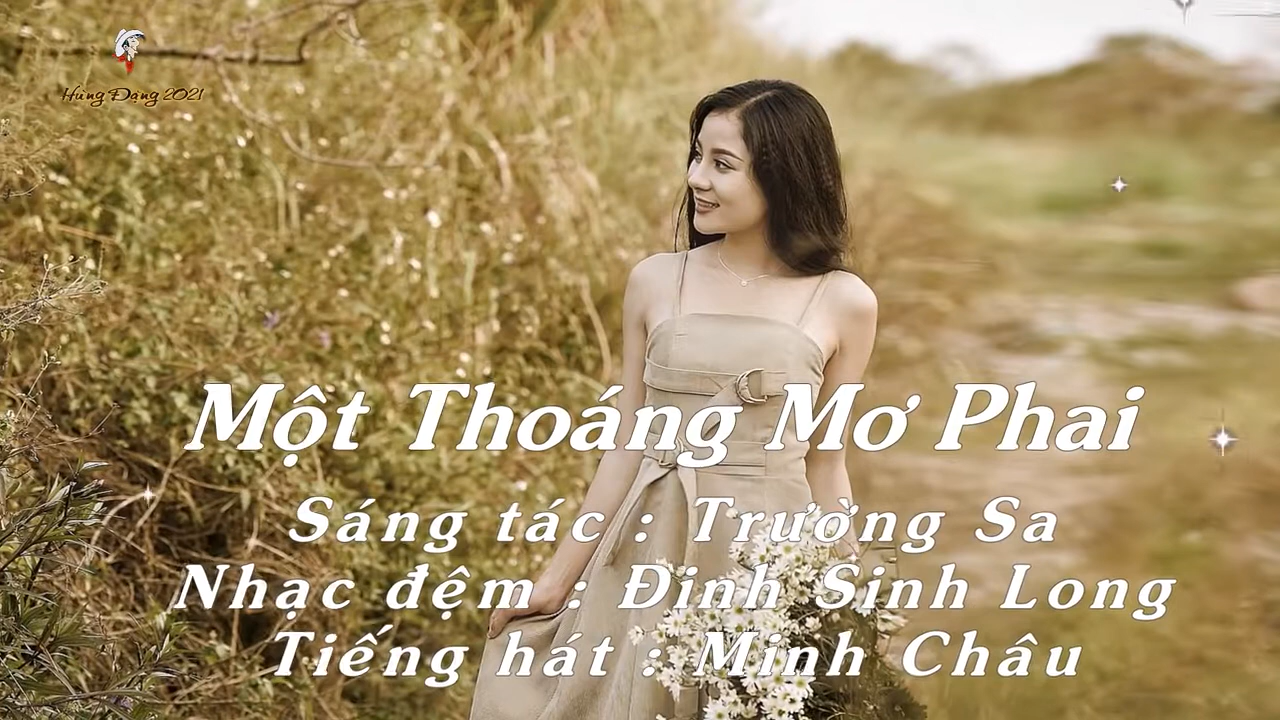 Hưng Đặng 2021
Một Thoáng Mơ Phai
Sáng tác : Trường Sa
Nhạc đệm : Đinh Sinh Long
Tiếng hát : Minh Châu